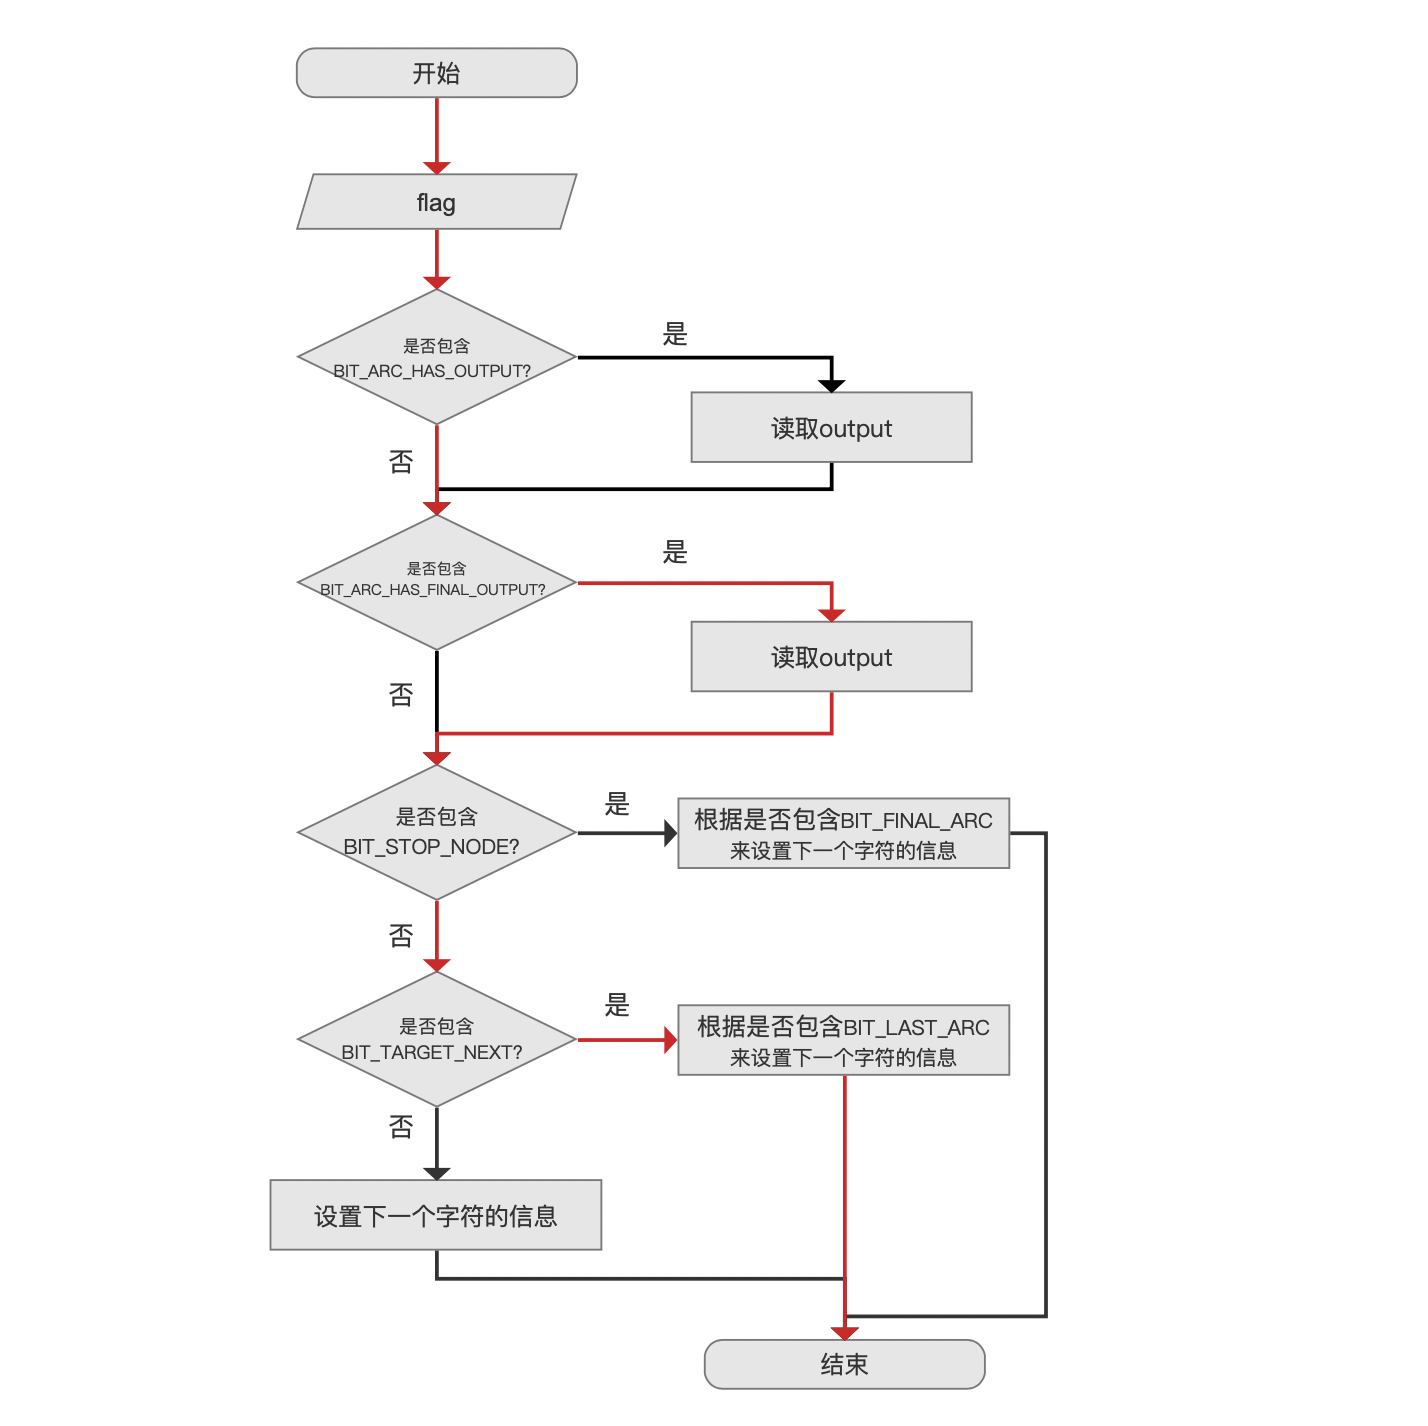 开始
flag
是否包含
BIT_ARC_HAS_OUTPUT?
是
读取output
否
是否包含
BIT_ARC_HAS_FINAL_OUTPUT?
是
读取output
否
是否包含
BIT_STOP_NODE?
是
根据是否包含BIT_FINAL_ARC
来设置下一个字符的信息
否
是否包含
BIT_TARGET_NEXT?
是
根据是否包含BIT_LAST_ARC
来设置下一个字符的信息
否
设置下一个字符的信息
结束